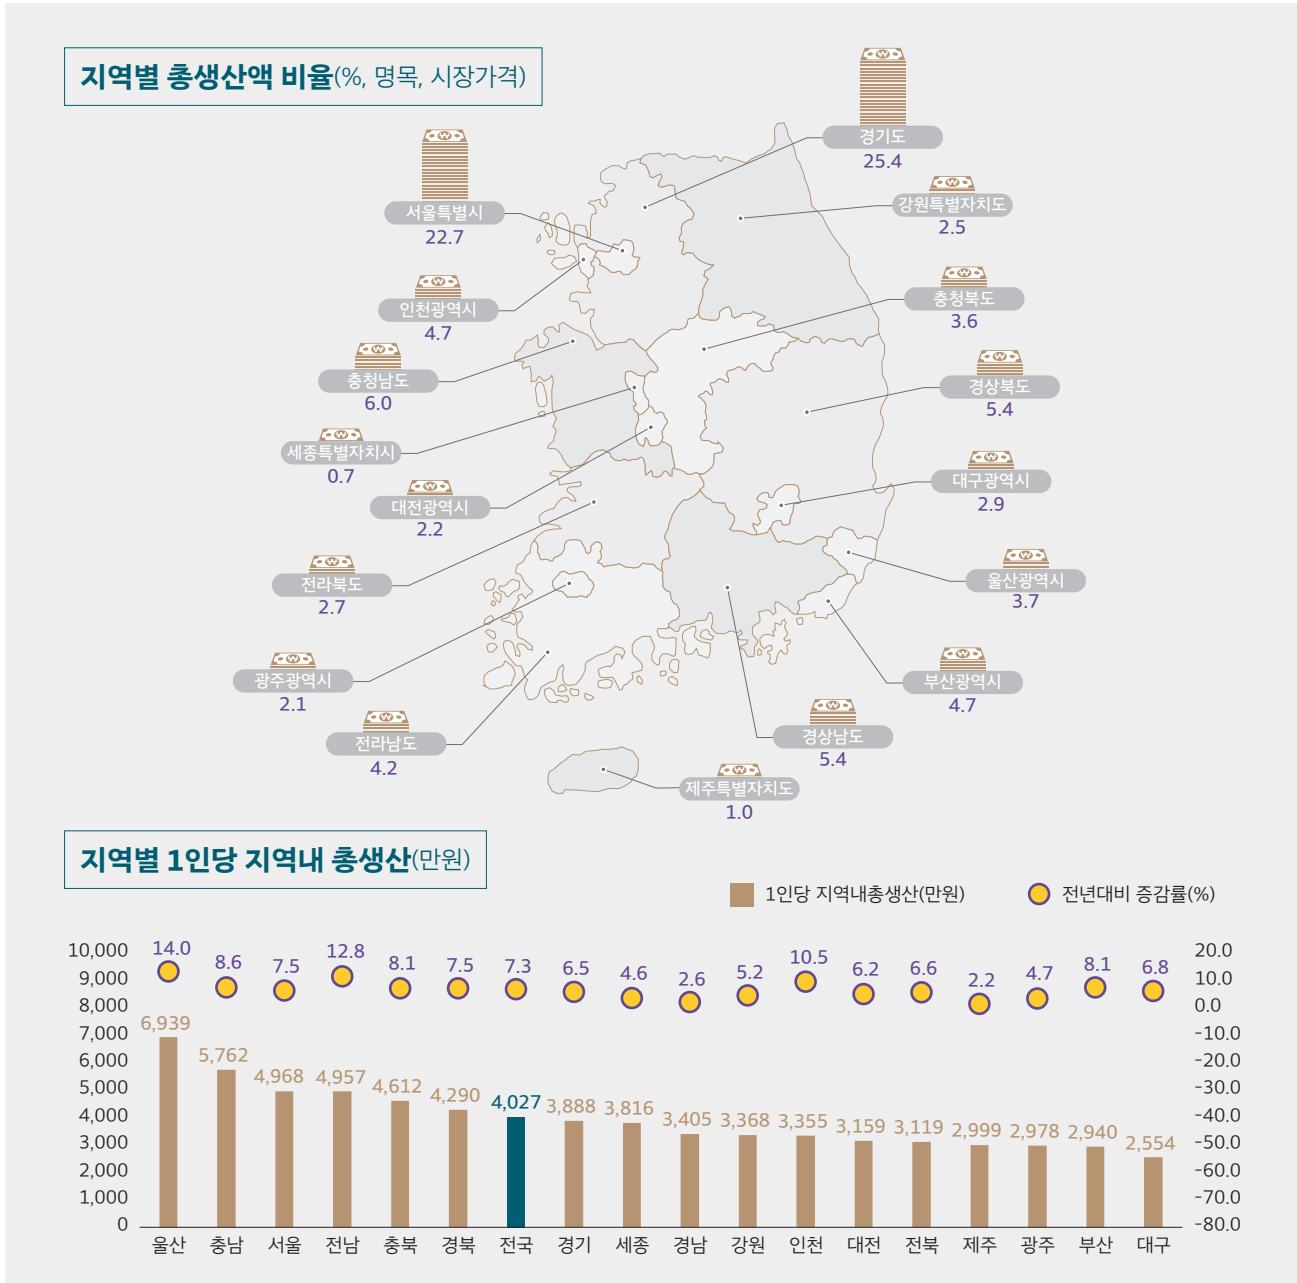 지역별 총생산액 비율(%, 명목, 시장가격)
경기도
25.4
서울특별시
22.7
강원특별자치도
2.5
인천광역시
4.7
충청북도
3.6
충청남도
6.0
경상북도
5.4
세종특별자치시
0.7
대구광역시
2.9
대전광역시
2.2
울산광역시
3.7
전라북도
2.7
광주광역시
2.1
부산광역시
4.7
전라남도
4.2
경상남도
5.4
제주특별자치도
1.0
지역별 1인당 지역내 총생산(만원)
1인당 지역내총생산(만원) 전년대비 증감률(%)
10,000
9,000
8,000
7,000
6,000
5,000
4,000
3,000
2,000
1,000
0
14.0 8.6 7.5 12.8 8.1 7.5 7.3 6.5 4.6 2.6 5.2 10.5 6.2 6.6 2.2 4.7 8.1 6.8
6,939 5,762 4,968 4,957 4,612 4,290 4,027 3,888 3,816 3,405 3,368 3,355 3,159 3,119 2,999 2,978 2,940 2,554
20.0
10.0
0.0
-10.0
-20.0
-30.0
-40.0
-50.0
-60.0
-70.0
-80.0
울산 충남 서울 전남 충북 경북 전국 경기 세종 경남 강원 인천 대전 전북 제주 광주 부산 대구